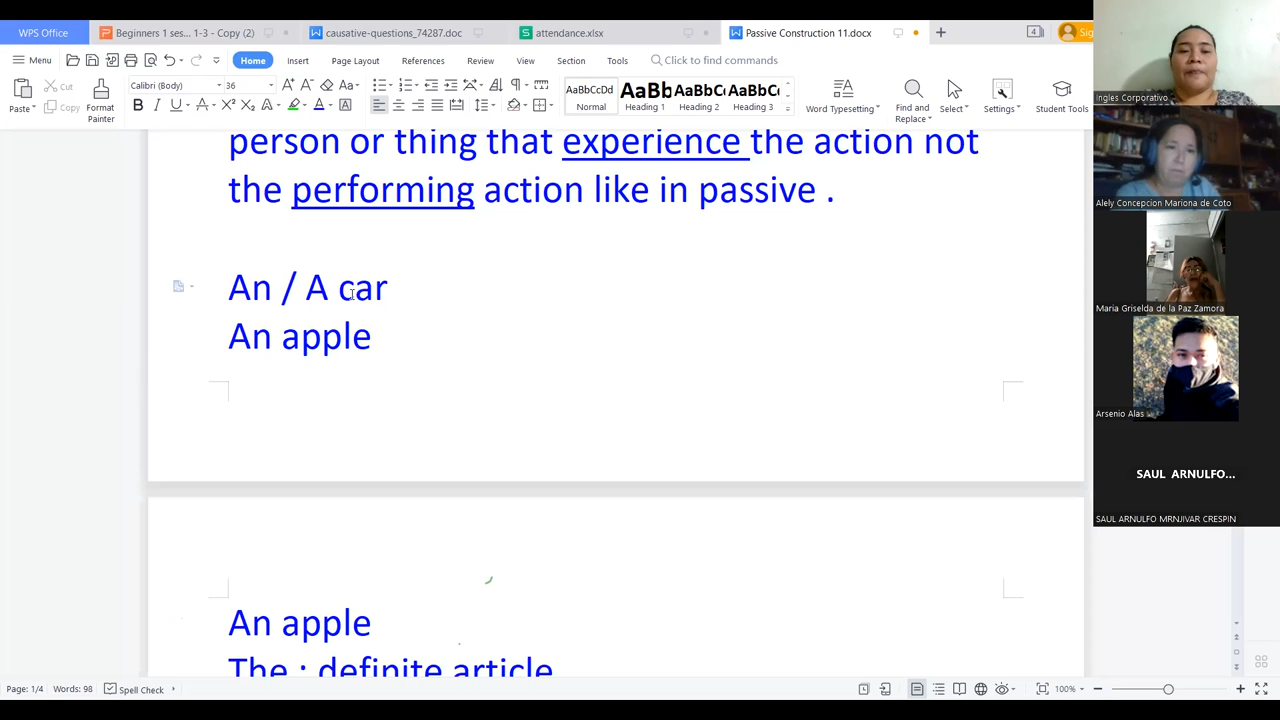 WPS Office
Beginners 1 ses... 1-3 - Copy (2)
causative-questions_74287.doc
attendance.xlsx
Passive Construction 11.docx
Menu
Home
Insert
Page Layout
References
Review
View
Section
Tools
Click to find commands
Paste
Cut
Copy
Format Painter
Calibri (Body)
36
AaBbCcDd
Normal
AaBb
Heading 1
AaBbC
Heading 2
AaBbC
Heading 3
Word Typesetting
Find and Replace
Select
Settings
Student Tools
person or thing that experience the action not
the performing action like in passive .
An / A car
An apple
An apple
The : definite article
Ingles Corporativo
Alely Concepcion Mariona de Coto
Maria Griselda de la Paz Zamora
Arsenio Alas
SAUL ARNULFO...
SAUL ARNULFO MRNJIVAR CRESPIN
Page: 1/4
Words: 98
Spell Check
100%